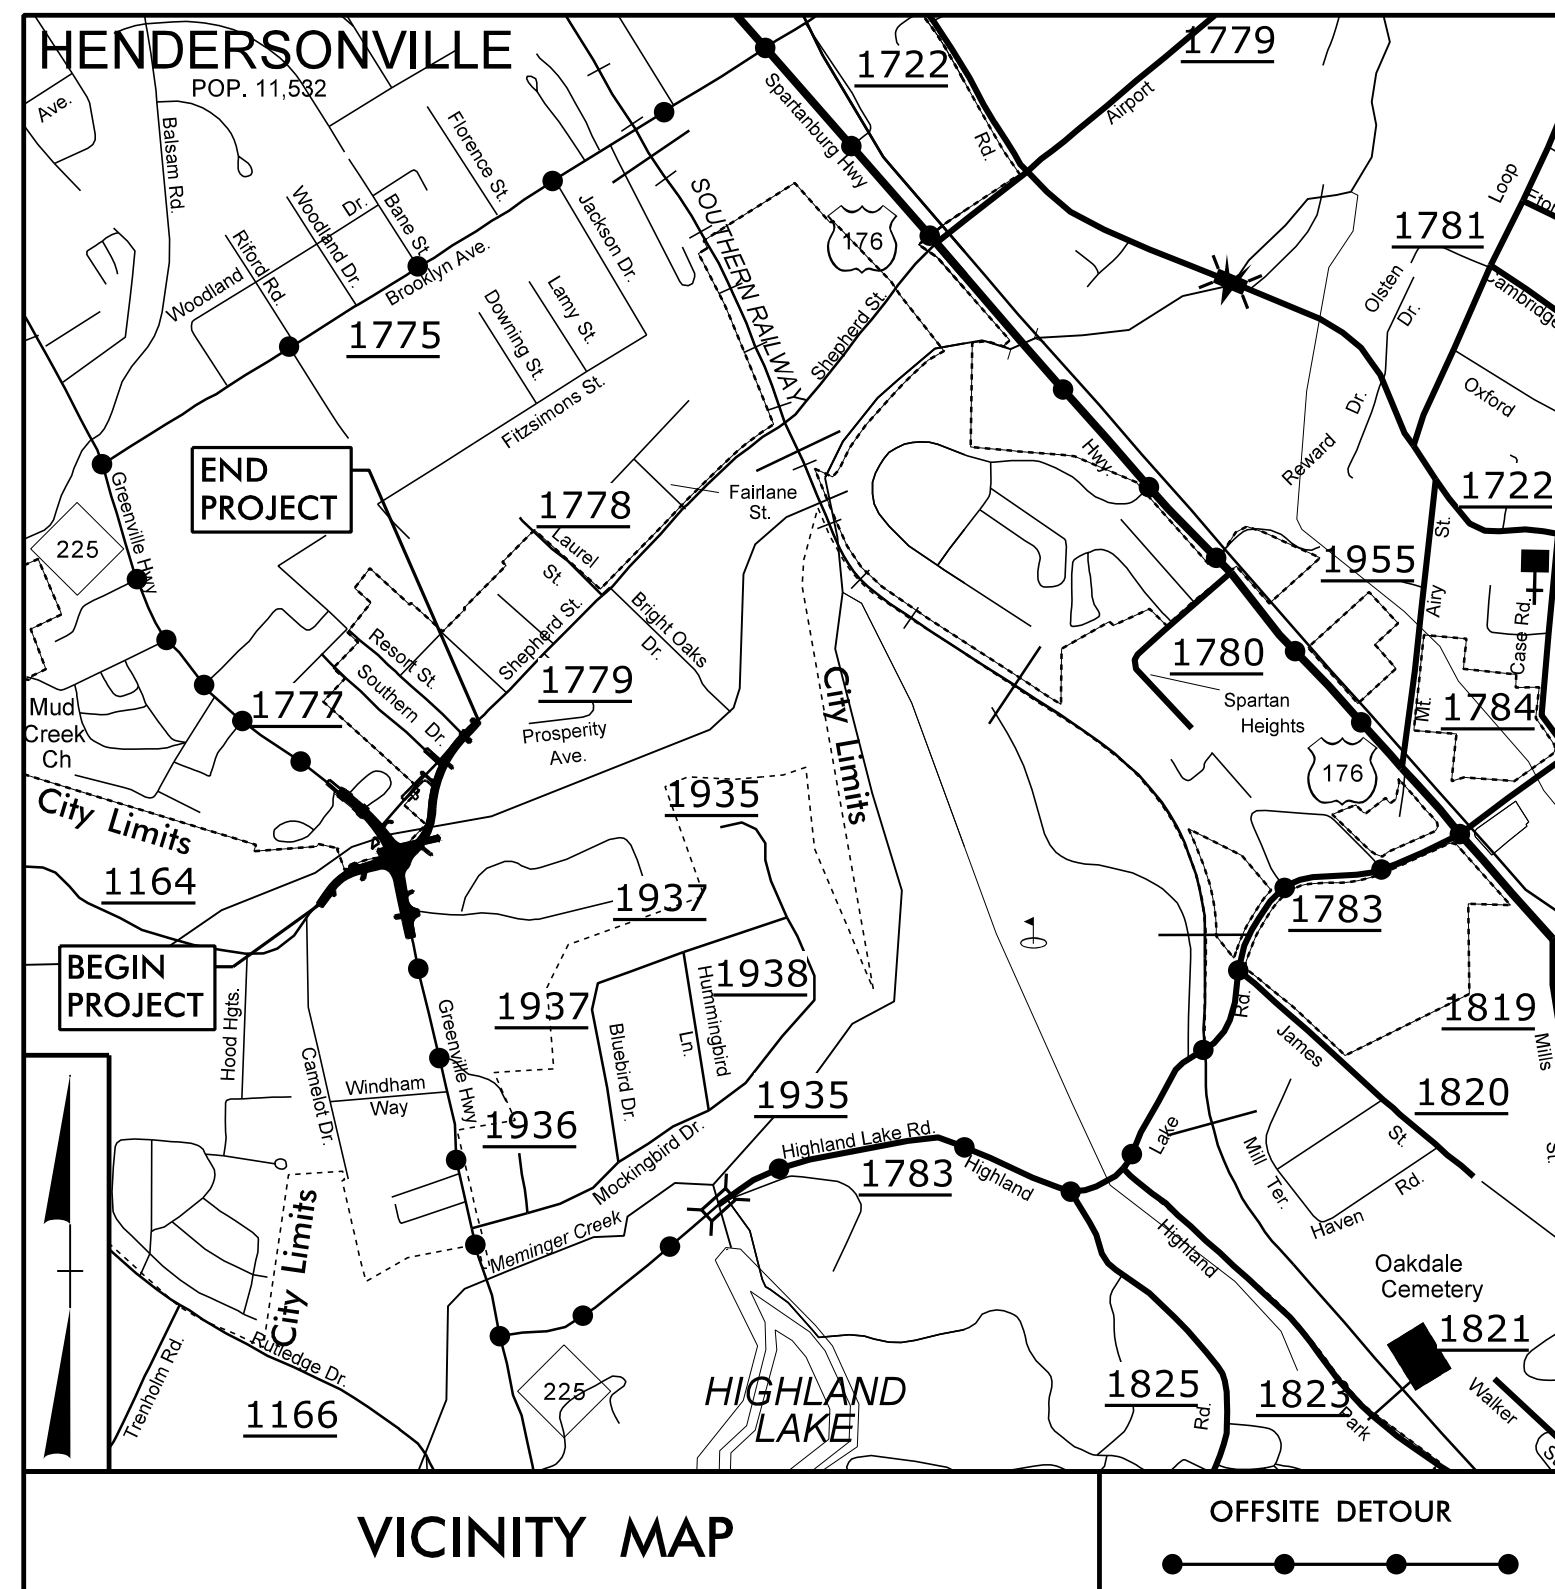 HENDERSONVILLE
POP. 11,532
Ave.
Balsam Rd.
Florence St.
1722
1779
Spartanburg Hwy
Rd.
Airport
Loop
Woodland Dr.
Dr.
Bane St.
Jackson Dr.
SOUTHERN RAILWAY
176
1781
Woodland
Riford Rd.
Brooklyn Ave.
1775
Downing St.
Lamy St.
Shepherd St.
Olsten
Dr.
Cambridge
Fitzsimons St.
Oxford
Dr.
Reward
Hwy.
END
PROJECT
Greenville Hwy
225
1778
Fairlane
St.
Laurel
St.
1722
1955
St.
Airy
Mt.
Case Rd.
Resort St.
Southern Dr.
Shepherd St.
Bright Oaks
Dr.
1779
1780
Spartan
Heights
1784
1777
Mud
Creek
Ch
Prosperity
Ave.
City Limits
176
City Limits
1935
1164
1937
1783
BEGIN
PROJECT
1937
1938
Hummingbird
Ln.
Rd.
1819
Mills
St.
Hood Hgts.
Greenville Hwy.
Bluebird Dr.
James
St.
Camelot Dr.
Windham
Way
1936
1935
1820
Mockingbird Dr.
Highland Lake Rd.
1783
Highland
Lake
Mill Ter.
Haven
Rd.
City Limits
Meminger Creek
Highland
Oakdale
Cemetery
1821
Trenholm Rd.
Rutledge Dr.
1166
225
HIGHLAND
LAKE
1825
Rd.
1823
Park
Walker
VICINITY MAP
OFFSITE DETOUR